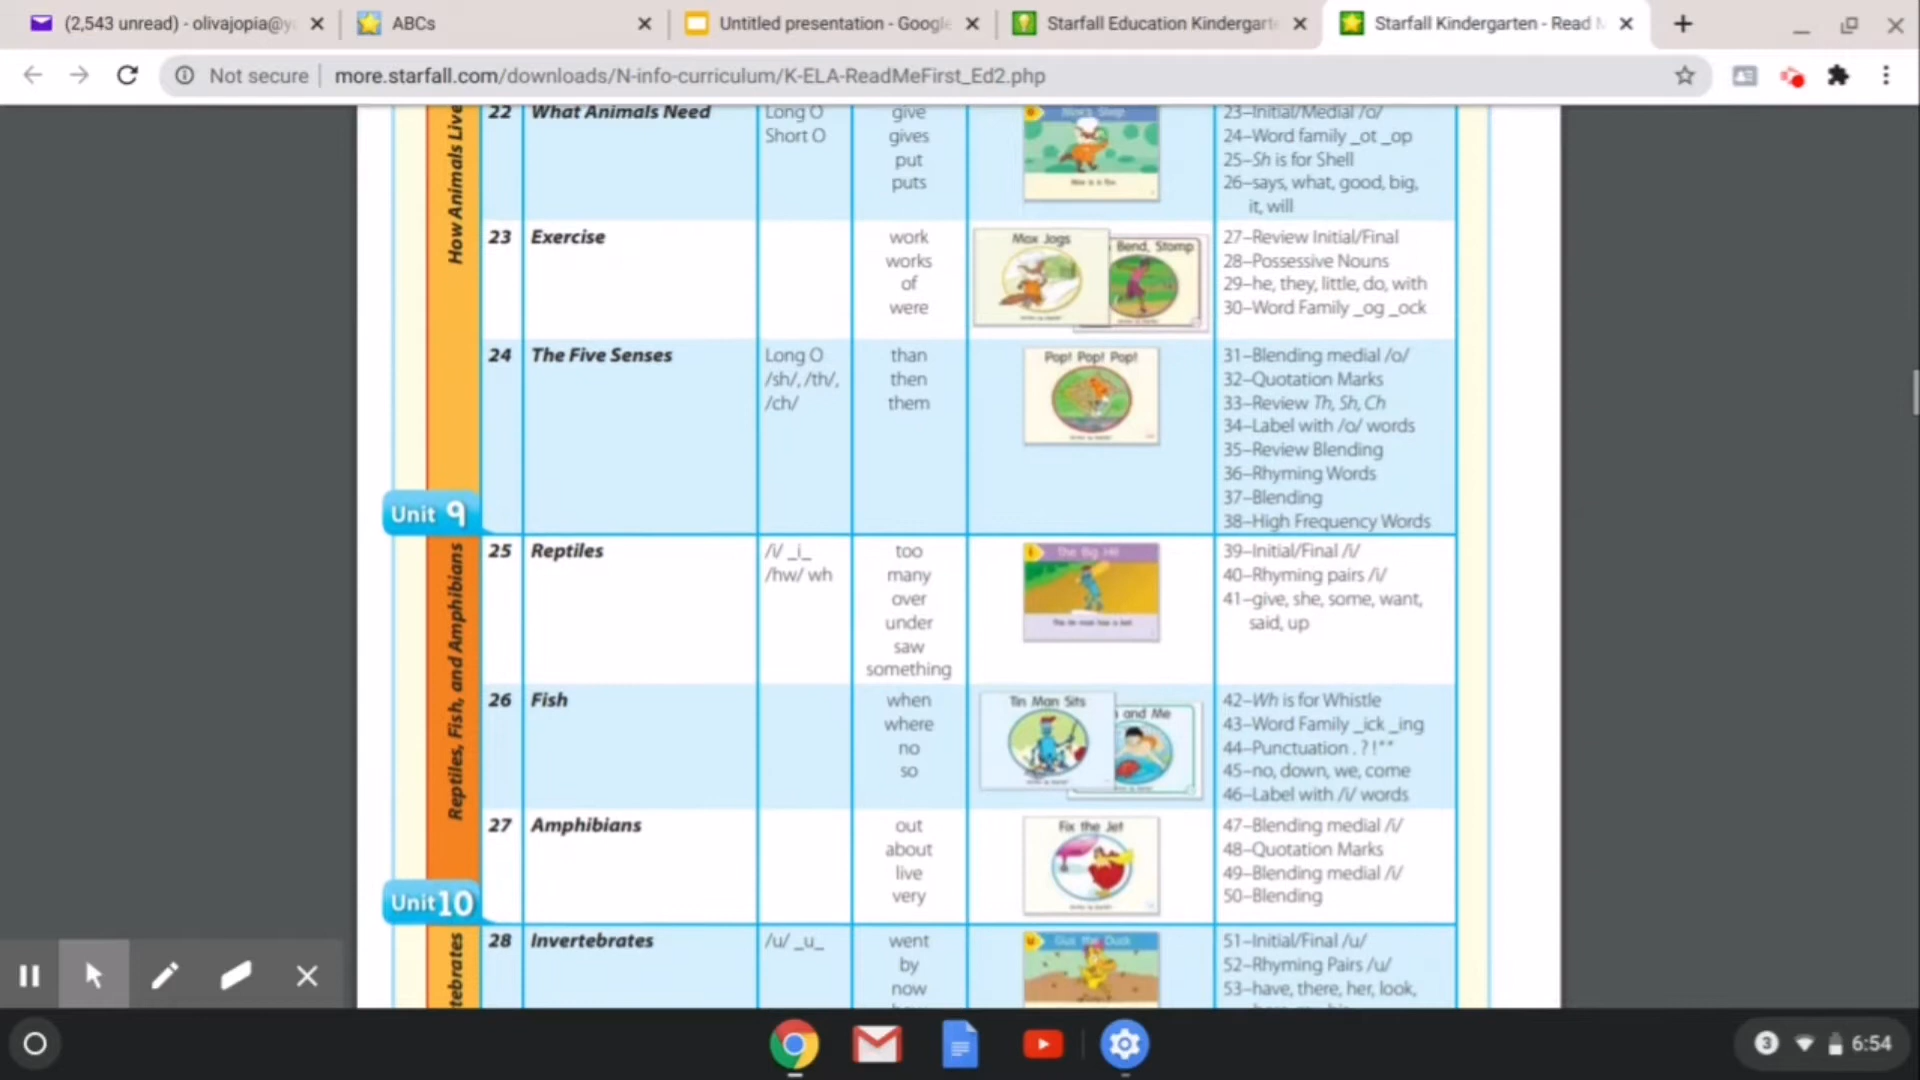 (2,543 unread) - olivajopia@y
ABCs
Untitled presentation - Google
Starfall Education Kindergarte
Starfall Kindergarten - Read M
Not secure
more.starfall.com/downloads/N-info-curriculum/K-ELA-ReadMeFirst_Ed2.php
How Animals Live
22
What Animals Need
Long O
Short O
give
gives
put
puts
23–Initial/Medial /o/
24–Word family _ot _op
25–Sh is for Shell
26–says, what, good, big,
it, will
23
Exercise
work
works
of
were
Max Jogs
Bend, Stomp
27–Review Initial/Final
28–Possessive Nouns
29–he, they, little, do, with
30–Word Family _og _ock
24
The Five Senses
Long O
/sh/, /th/,
/ch/
than
then
them
Pop! Pop! Pop!
31–Blending medial /o/
32–Quotation Marks
33–Review Th, Sh, Ch
34–Label with /o/ words
35–Review Blending
36–Rhyming Words
37–Blending
38–High Frequency Words
Unit 9
Reptiles, Fish, and Amphibians
25
Reptiles
/i/ _i_
/hw/ wh
too
many
over
under
saw
something
The Big Hit
39–Initial/Final /i/
40–Rhyming pairs /i/
41–give, she, some, want,
said, up
26
Fish
when
where
no
so
Tin Man Sits
and Me
42–Wh is for Whistle
43–Word Family _ick _ing
44–Punctuation . ? ! " "
45–no, down, we, come
46–Label with /i/ words
27
Amphibians
out
about
live
very
Fix the Jet
47–Blending medial /i/
48–Quotation Marks
49–Blending medial /i/
50–Blending
Unit 10
tebrates
28
Invertebrates
/u/ _u_
went
by
now
Gus the Duck
51–Initial/Final /u/
52–Rhyming Pairs /u/
53–have, there, her, look,
3
6:54